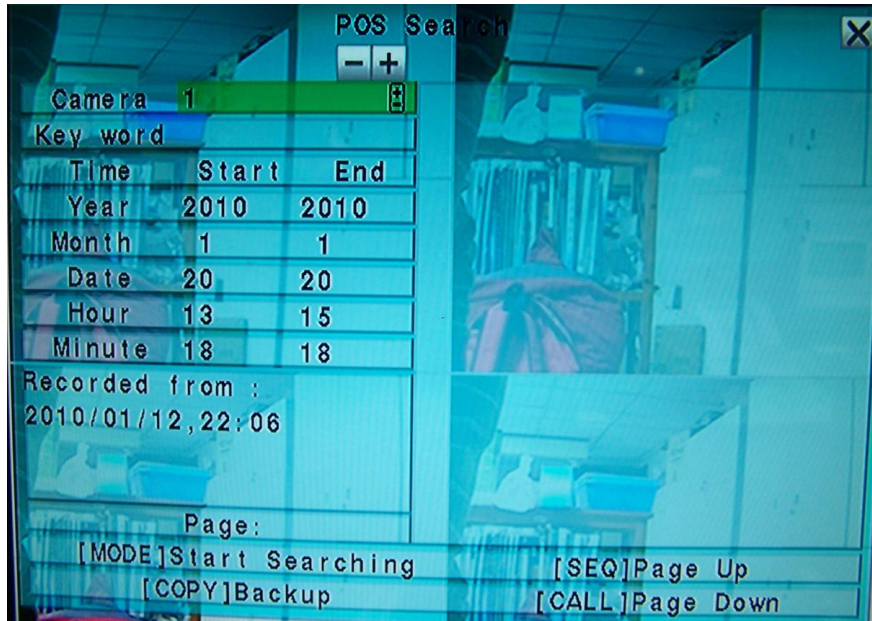 POS Search
- +
Camera 1
Key word
Time Start End
Year 2010 2010
Month 1 1
Date 20 20
Hour 13 15
Minute 18 18
Recorded from :
2010/01/12,22:06
Page:
[MODE]Start Searching
[SEQ]Page Up
[COPY]Backup
[CALL]Page Down